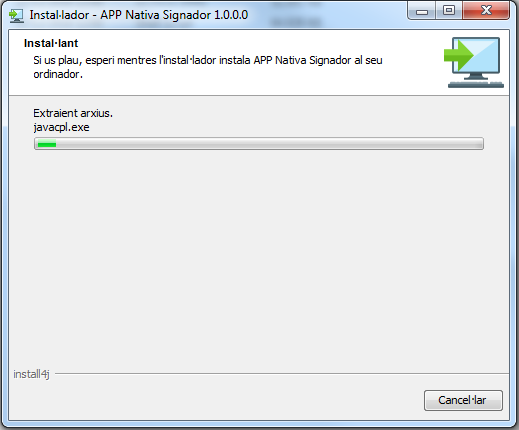 Instal·lador - APP Nativa Signador 1.0.0.0
Instal·lant
Si us plau, esperi mentres l'instal·lador instala APP Nativa Signador al seu
ordinador.
Extraient arxius.
javacpl.exe
install4j
Cancel·lar